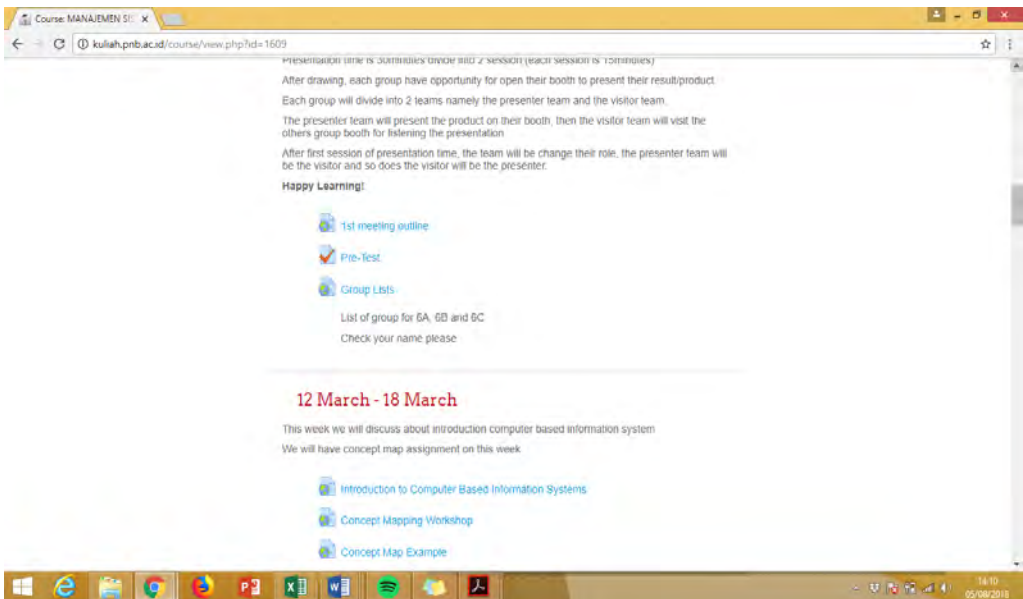 Course: MANAJEMEN SI
kuliah.pnb.ac.id/course/view.php?id=1609
Presentation time is 30minutes divide into 2 session (each session is 15minutes)
After drawing, each group have opportunity for open their booth to present their result/product
Each group will divide into 2 teams namely the presenter team and the visitor team.
The presenter team will present the product on their booth, then the visitor team will visit the
others group booth for listening the presentation
After first session of presentation time, the team will be change their role, the presenter team will
be the visitor and so does the visitor will be the presenter.
Happy Learning!
1st meeting outline
Pre-Test
Group Lists
List of group for 6A, 6B and 6C
Check your name please
12 March - 18 March
This week we will discuss about introduction computer based information system
We will have concept map assignment on this week
Introduction to Computer Based Information Systems
Concept Mapping Workshop
Concept Map Example
14:10
05/08/2018